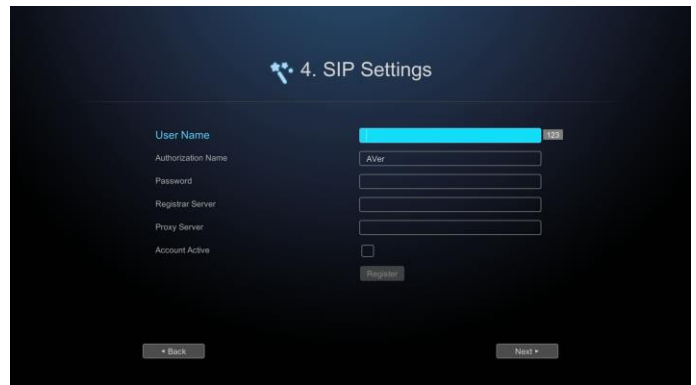 4. SIP Settings
User Name 123
Authorization Name AVer
Password
Registrar Server
Proxy Server
Account Active
Register
Back Next